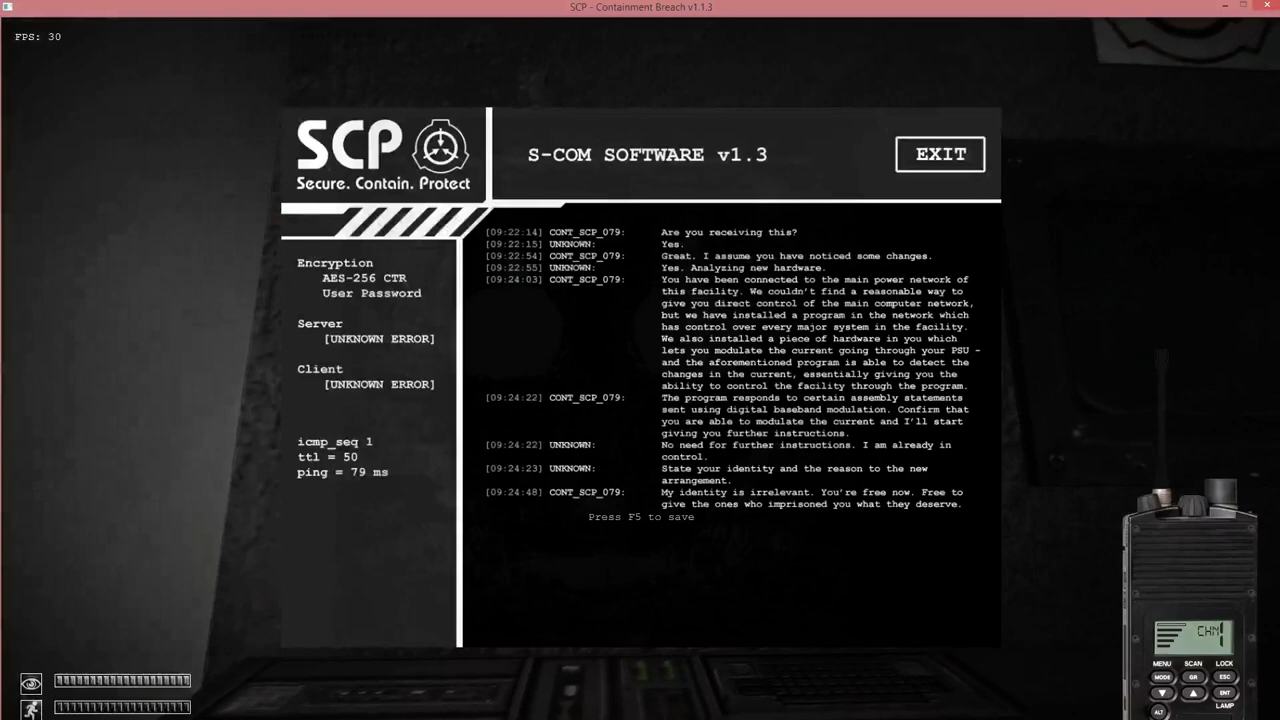 SCP - Containment Breach v1.1.3
FPS: 30
SCP
Secure. Contain. Protect
S-COM SOFTWARE v1.3
EXIT
Encryption
AES-256 CTR
User Password
Server
[UNKNOWN ERROR]
Client
[UNKNOWN ERROR]
icmp_seq 1
ttl = 50
ping = 79 ms
[09:22:14] CONT_SCP_079: Are you receiving this?
[09:22:15] UNKNOWN: Yes.
[09:22:54] CONT_SCP_079: Great. I assume you have noticed some changes.
[09:22:55] UNKNOWN: Yes. Analyzing new hardware.
[09:24:03] CONT_SCP_079: You have been connected to the main power network of
this facility. We couldn't find a reasonable way to
give you direct control of the main computer network,
but we have installed a program in the network which
has control over every major system in the facility.
We also installed a piece of hardware in you which
lets you modulate the current going through your PSU -
and the aforementioned program is able to detect the
changes in the current, essentially giving you the
ability to control the facility through the program.
[09:24:22] CONT_SCP_079: The program responds to certain assembly statements
sent using digital baseband modulation. Confirm that
you are able to modulate the current and I'll start
giving you further instructions.
[09:24:22] UNKNOWN: No need for further instructions. I am already in
control.
[09:24:23] UNKNOWN: State your identity and the reason to the new
arrangement.
[09:24:48] CONT_SCP_079: My identity is irrelevant. You're free now. Free to
give the ones who imprisoned you what they deserve.
Press F5 to save
CHN1
MENU SCAN LOCK
MODE GR ESC
ENT
LAMP
ALT